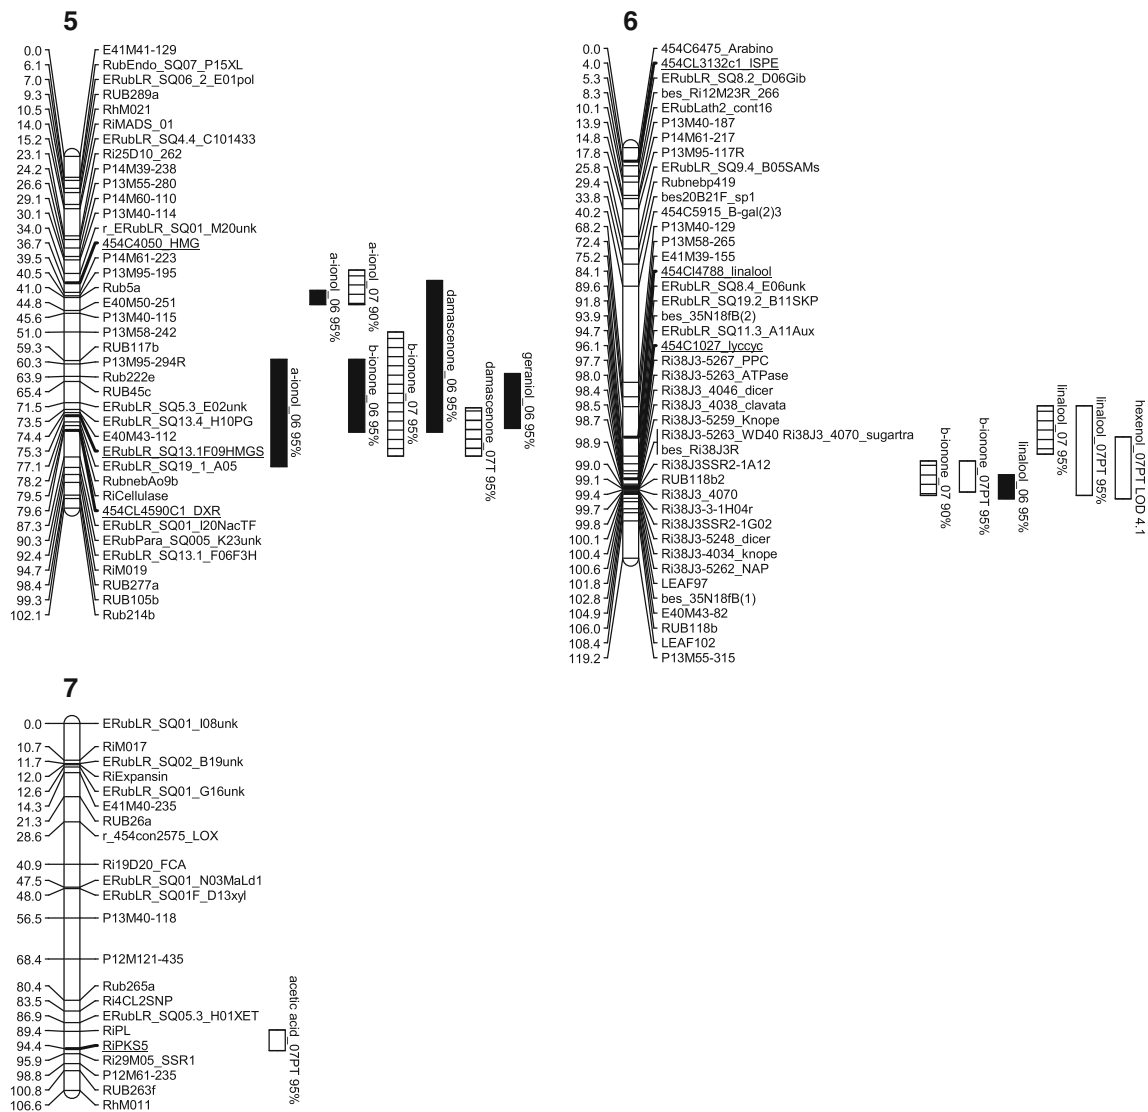 5
0.0 E41M41-129
6.1 RubEndo_SQ07_P15XL
7.0 ERubLR_SQ06_2_E01pol
9.3 RUB289a
10.5 RhM021
14.0 RiMADS_01
15.2 ERubLR_SQ4.4_C101433
23.1 Ri25D10_262
24.2 P14M39-238
26.6 P13M55-280
29.1 P14M60-110
30.1 P13M40-114
34.0 r_ERubLR_SQ01_M20unk
36.7 454C4050_HMG
39.5 P14M61-223
40.5 P13M95-195
41.0 Rub5a
44.8 E40M50-251
45.6 P13M40-115
51.0 P13M58-242
59.3 RUB117b
60.3 P13M95-294R
63.9 Rub222e
65.4 RUB45c
71.5 ERubLR_SQ5.3_E02unk
73.5 ERubLR_SQ13.4_H10PG
74.4 E40M43-112
75.3 ERubLR_SQ13.1F09HMGS
77.1 ERubLR_SQ19_1_A05
78.2 RubnebAo9b
79.5 RiCellulase
79.6 454CL4590C1_DXR
87.3 ERubLR_SQ01_I20NacTF
90.3 ERubPara_SQ005_K23unk
92.4 ERubLR_SQ13.1_F06F3H
94.7 RiM019
98.4 RUB277a
99.3 RUB105b
102.1 Rub214b
a-ionol_06 95%
a-ionol_06 95%
a-ionol_07 90%
b-ionone_06 95%
b-ionone_07 95%
damascenone_06 95%
damascenone_07T 95%
geraniol_06 95%
6
0.0 454C6475_Arabino
4.0 454CL3132c1_ISPE
5.3 ERubLR_SQ8.2_D06Gib
8.3 bes_Ri12M23R_266
10.1 ERubLath2_cont16
13.9 P13M40-187
14.8 P14M61-217
17.8 P13M95-117R
25.8 ERubLR_SQ9.4_B05SAMs
29.4 Rubnebp419
33.8 bes20B21F_sp1
40.2 454C5915_B-gal(2)3
68.2 P13M40-129
72.4 P13M58-265
75.2 E41M39-155
84.1 454Cl4788_linalool
89.6 ERubLR_SQ8.4_E06unk
91.8 ERubLR_SQ19.2_B11SKP
93.9 bes_35N18fB(2)
94.7 ERubLR_SQ11.3_A11Aux
96.1 454C1027_lyccyc
97.7 Ri38J3-5267_PPC
98.0 Ri38J3-5263_ATPase
98.4 Ri38J3_4046_dicer
98.5 Ri38J3_4038_clavata
98.7 Ri38J3-5259_Knope
98.9 Ri38J3-5263_WD40 Ri38J3_4070_sugartra
bes_Ri38J3R
99.0 Ri38J3SSR2-1A12
99.1 RUB118b2
99.4 Ri38J3_4070
99.7 Ri38J3-3-1H04r
99.8 Ri38J3SSR2-1G02
100.1 Ri38J3-5248_dicer
100.4 Ri38J3-4034_knope
100.6 Ri38J3-5262_NAP
101.8 LEAF97
102.8 bes_35N18fB(1)
104.9 E40M43-82
106.0 RUB118b
108.4 LEAF102
119.2 P13M55-315
b-ionone_07 90%
b-ionone_07PT 95%
linalool_06 95%
linalool_07 95%
linalool_07PT 95%
hexenol_07PT LOD 4.1
7
0.0 ERubLR_SQ01_I08unk
10.7 RiM017
11.7 ERubLR_SQ02_B19unk
12.0 RiExpansin
12.6 ERubLR_SQ01_G16unk
14.3 E41M40-235
21.3 RUB26a
28.6 r_454con2575_LOX
40.9 Ri19D20_FCA
47.5 ERubLR_SQ01_N03MaLd1
48.0 ERubLR_SQ01F_D13xyl
56.5 P13M40-118
68.4 P12M121-435
80.4 Rub265a
83.5 Ri4CL2SNP
86.9 ERubLR_SQ05.3_H01XET
89.4 RiPL
94.4 RiPKS5
95.9 Ri29M05_SSR1
98.8 P12M61-235
100.8 RUB263f
106.6 RhM011
acetic acid_07PT 95%